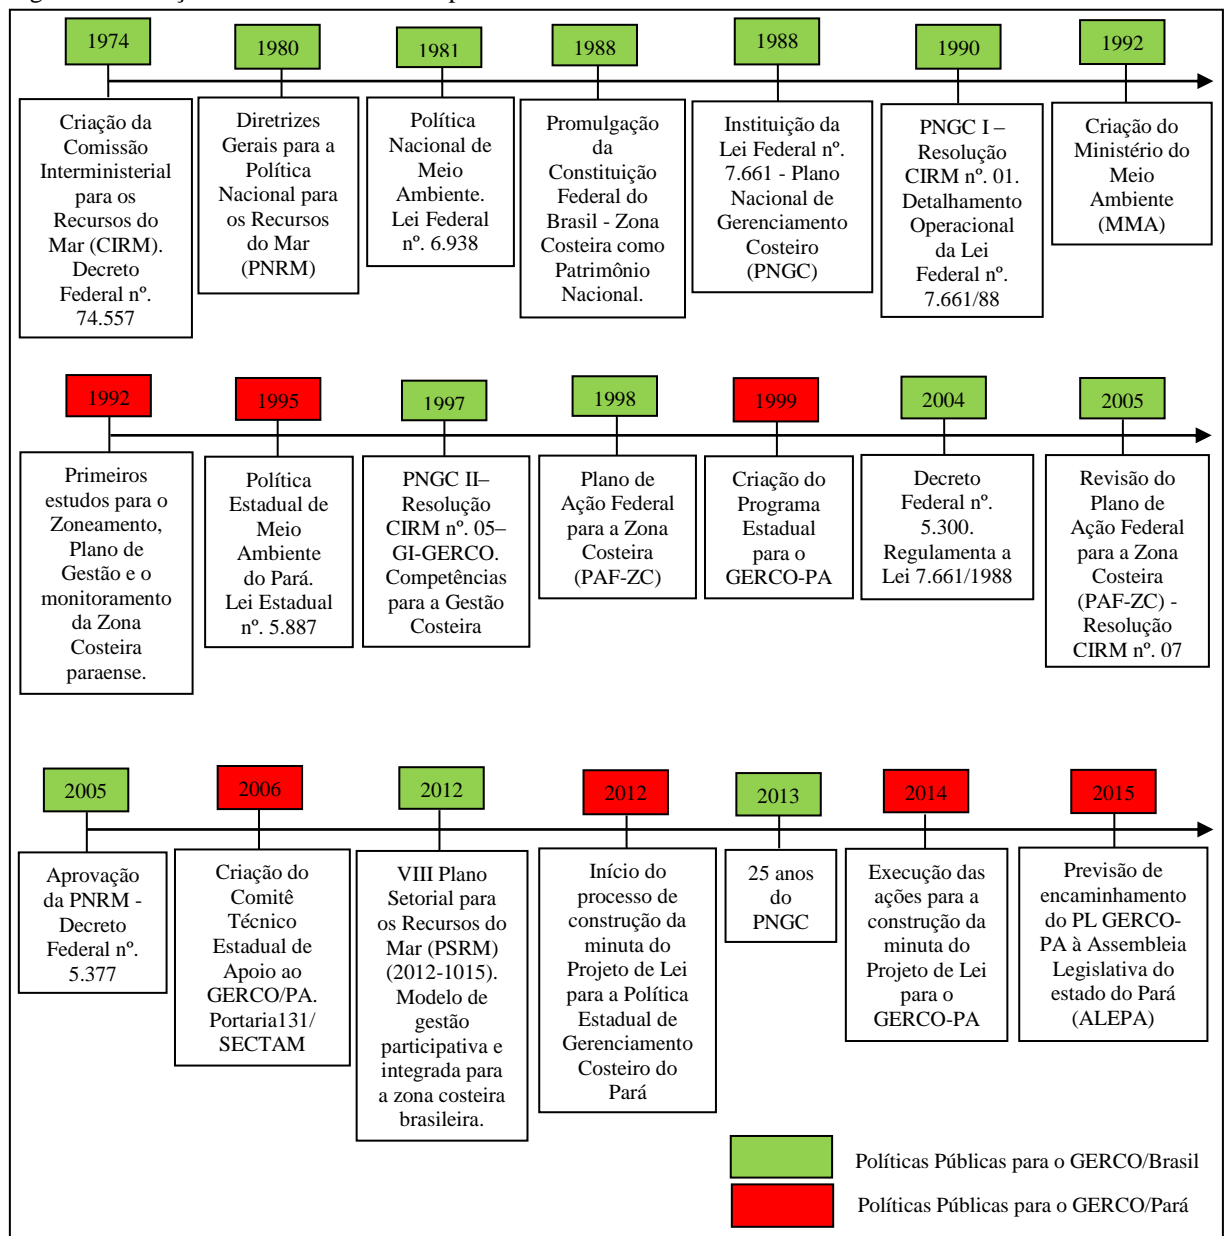 1974
1980
1981
1988
1988
1990
1992
Criação da
Comissão
Interministerial
para os
Recursos do
Mar (CIRM).
Decreto
Federal nº.
74.557
Diretrizes
Gerais para a
Política
Nacional para
os Recursos
do Mar
(PNRM)
Política
Nacional de
Meio
Ambiente.
Lei Federal
nº. 6.938
Promulgação
da
Constituição
Federal do
Brasil - Zona
Costeira como
Patrimônio
Nacional.
Instituição da
Lei Federal nº.
7.661 - Plano
Nacional de
Gerenciamento
Costeiro
(PNGC)
PNGC I –
Resolução
CIRM nº. 01.
Detalhamento
Operacional
da Lei
Federal nº.
7.661/88
Criação do
Ministério do
Meio
Ambiente
(MMA)
1992
1995
1997
1998
1999
2004
2005
Primeiros
estudos para o
Zoneamento,
Plano de
Gestão e o
monitoramento
da Zona
Costeira
paraense.
Política
Estadual de
Meio
Ambiente
do Pará.
Lei Estadual
nº. 5.887
PNGC II–
Resolução
CIRM nº. 05–
GI-GERCO.
Competências
para a Gestão
Costeira
Plano de
Ação Federal
para a Zona
Costeira
(PAF-ZC)
Criação do
Programa
Estadual
para o
GERCO-PA
Decreto
Federal nº.
5.300.
Regulamenta a
Lei 7.661/1988
Revisão do
Plano de
Ação Federal
para a Zona
Costeira
(PAF-ZC) -
Resolução
CIRM nº. 07
2005
2006
2012
2012
2013
2014
2015
Aprovação
da PNRM -
Decreto
Federal nº.
5.377
Criação do
Comitê
Técnico
Estadual de
Apoio ao
GERCO/PA.
Portaria131/
SECTAM
VIII Plano
Setorial para
os Recursos do
Mar (PSRM)
(2012-1015).
Modelo de
gestão
participativa e
integrada para
a zona costeira
brasileira.
Início do
processo de
construção da
minuta do
Projeto de Lei
para a Política
Estadual de
Gerenciamento
Costeiro do
Pará
25 anos
do
PNGC
Execução das
ações para a
construção da
minuta do
Projeto de Lei
para o
GERCO-PA
Previsão de
encaminhamento
do PL GERCO-
PA à Assembleia
Legislativa do
estado do Pará
(ALEPA)
Políticas Públicas para o GERCO/Brasil
Políticas Públicas para o GERCO/Pará